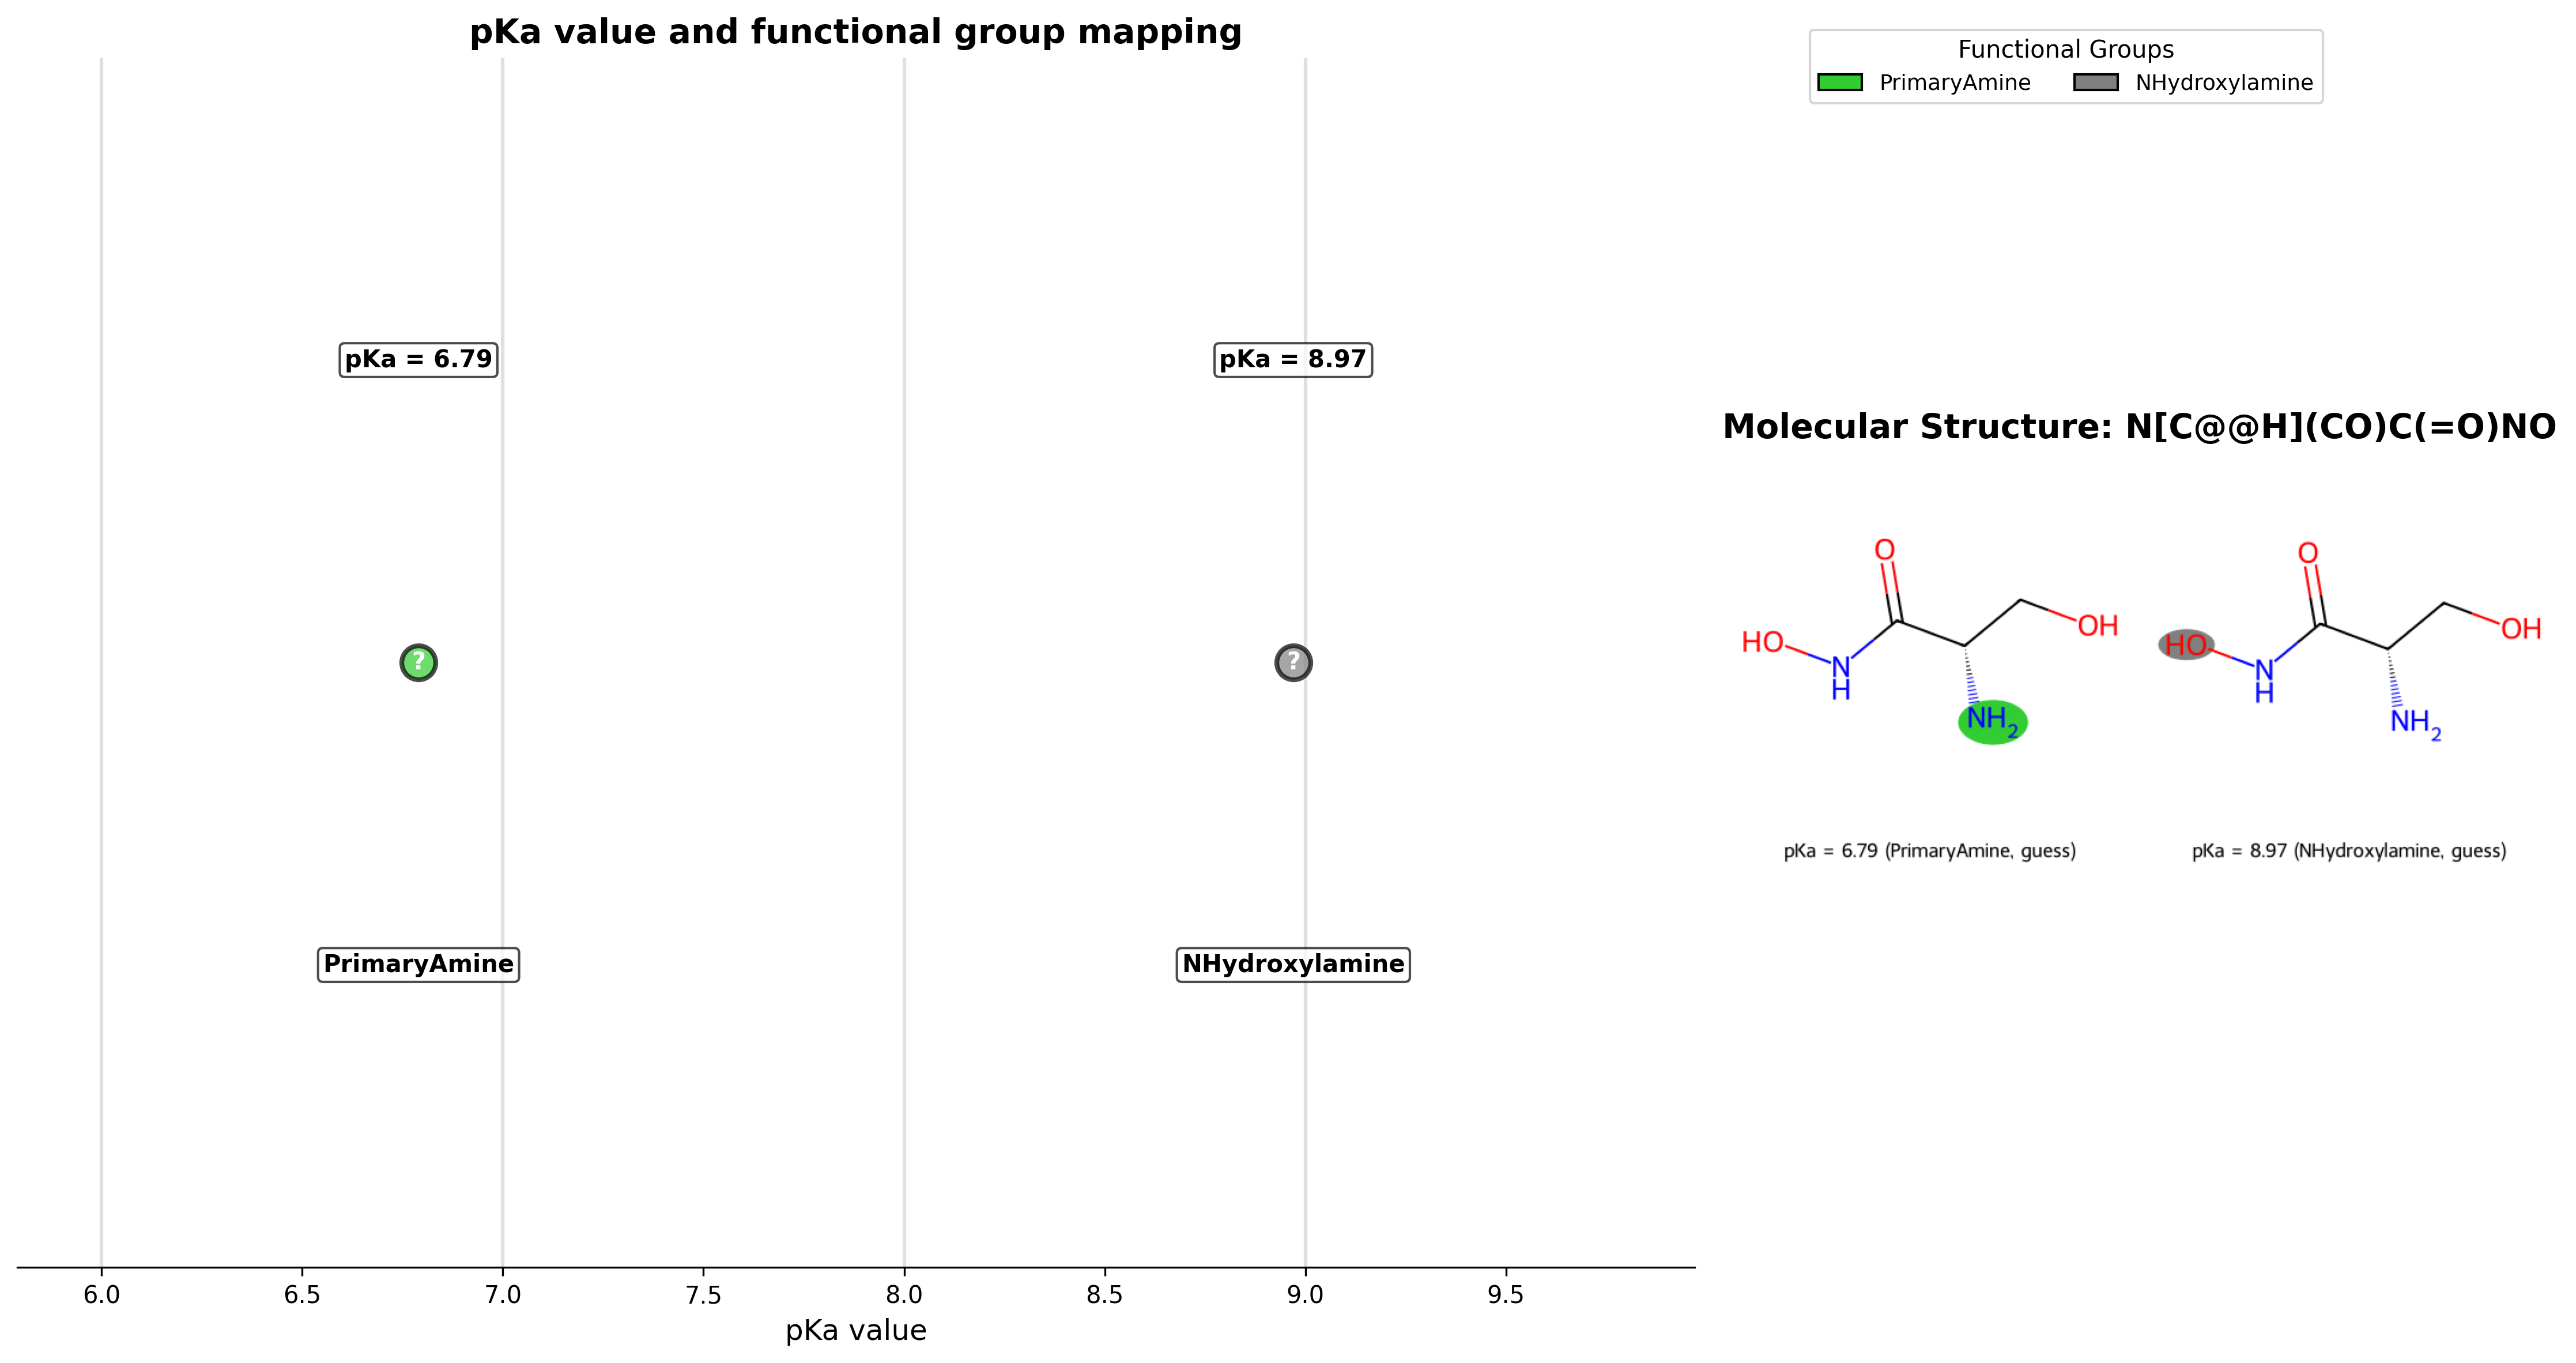 pKa value and functional group mapping
Functional Groups
PrimaryAmine
NHydroxylamine
pKa = 6.79
pKa = 8.97
?
?
PrimaryAmine
NHydroxylamine
6.0
6.5
7.0
7.5
8.0
8.5
9.0
9.5
pKa value
Molecular Structure: N[C@@H](CO)C(=O)NO
O
HO
N
H
OH
NH2
O
HO
N
H
OH
NH2
pKa = 6.79 (PrimaryAmine, guess)
pKa = 8.97 (NHydroxylamine, guess)